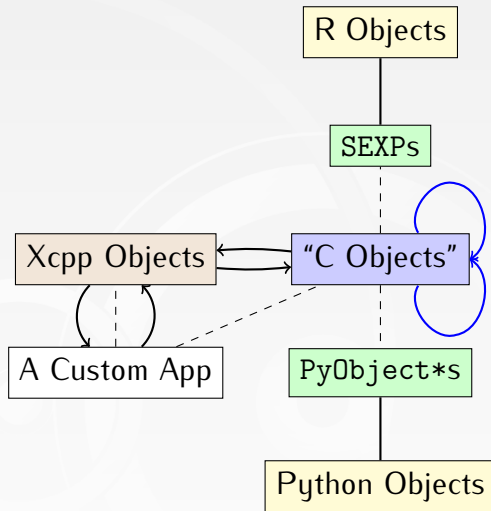 R Objects
SEXPs
Xcpp Objects
“C Objects”
A Custom App
PyObject*s
Python Objects